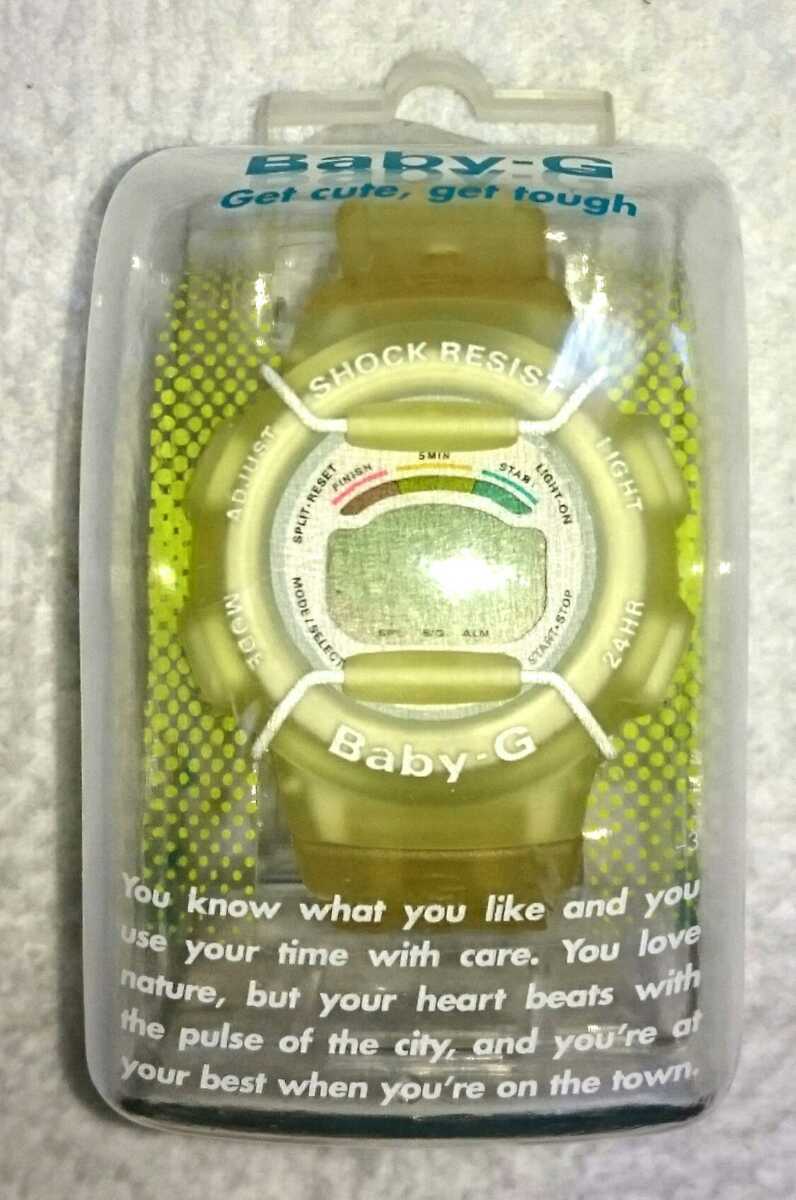 Baby-G
Get cute, get tough
SHOCK RESIST
ADJUST
LIGHT
SPLIT·RESET
FINISH
5MIN
START
LIGHT·ON
MODE
MODE/SELECT
SPL SIG ALM
START·STOP
24HR
Baby-G
-3
You know what you like and you
use your time with care. You love
nature, but your heart beats with
the pulse of the city, and you're at
your best when you're on the town.